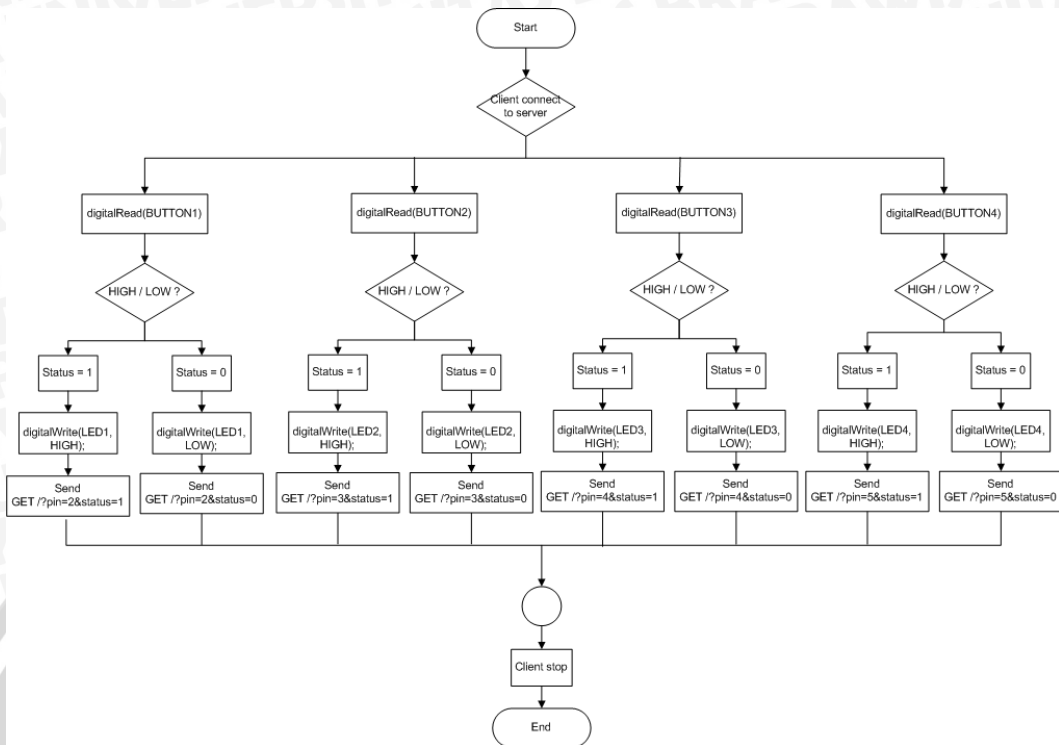 Start
Client connect
to server
digitalRead(BUTTON1)
digitalRead(BUTTON2)
digitalRead(BUTTON3)
digitalRead(BUTTON4)
HIGH / LOW ?
HIGH / LOW ?
HIGH / LOW ?
HIGH / LOW ?
Status = 1
Status = 0
Status = 1
Status = 0
Status = 1
Status = 0
Status = 1
Status = 0
digitalWrite(LED1,
HIGH);
digitalWrite(LED1,
LOW);
digitalWrite(LED2,
HIGH);
digitalWrite(LED2,
LOW);
digitalWrite(LED3,
HIGH);
digitalWrite(LED3,
LOW);
digitalWrite(LED4,
HIGH);
digitalWrite(LED4,
LOW);
Send
GET /?pin=2&status=1
Send
GET /?pin=2&status=0
Send
GET /?pin=3&status=1
Send
GET /?pin=3&status=0
Send
GET /?pin=4&status=1
Send
GET /?pin=4&status=0
Send
GET /?pin=5&status=1
Send
GET /?pin=5&status=0
Client stop
End